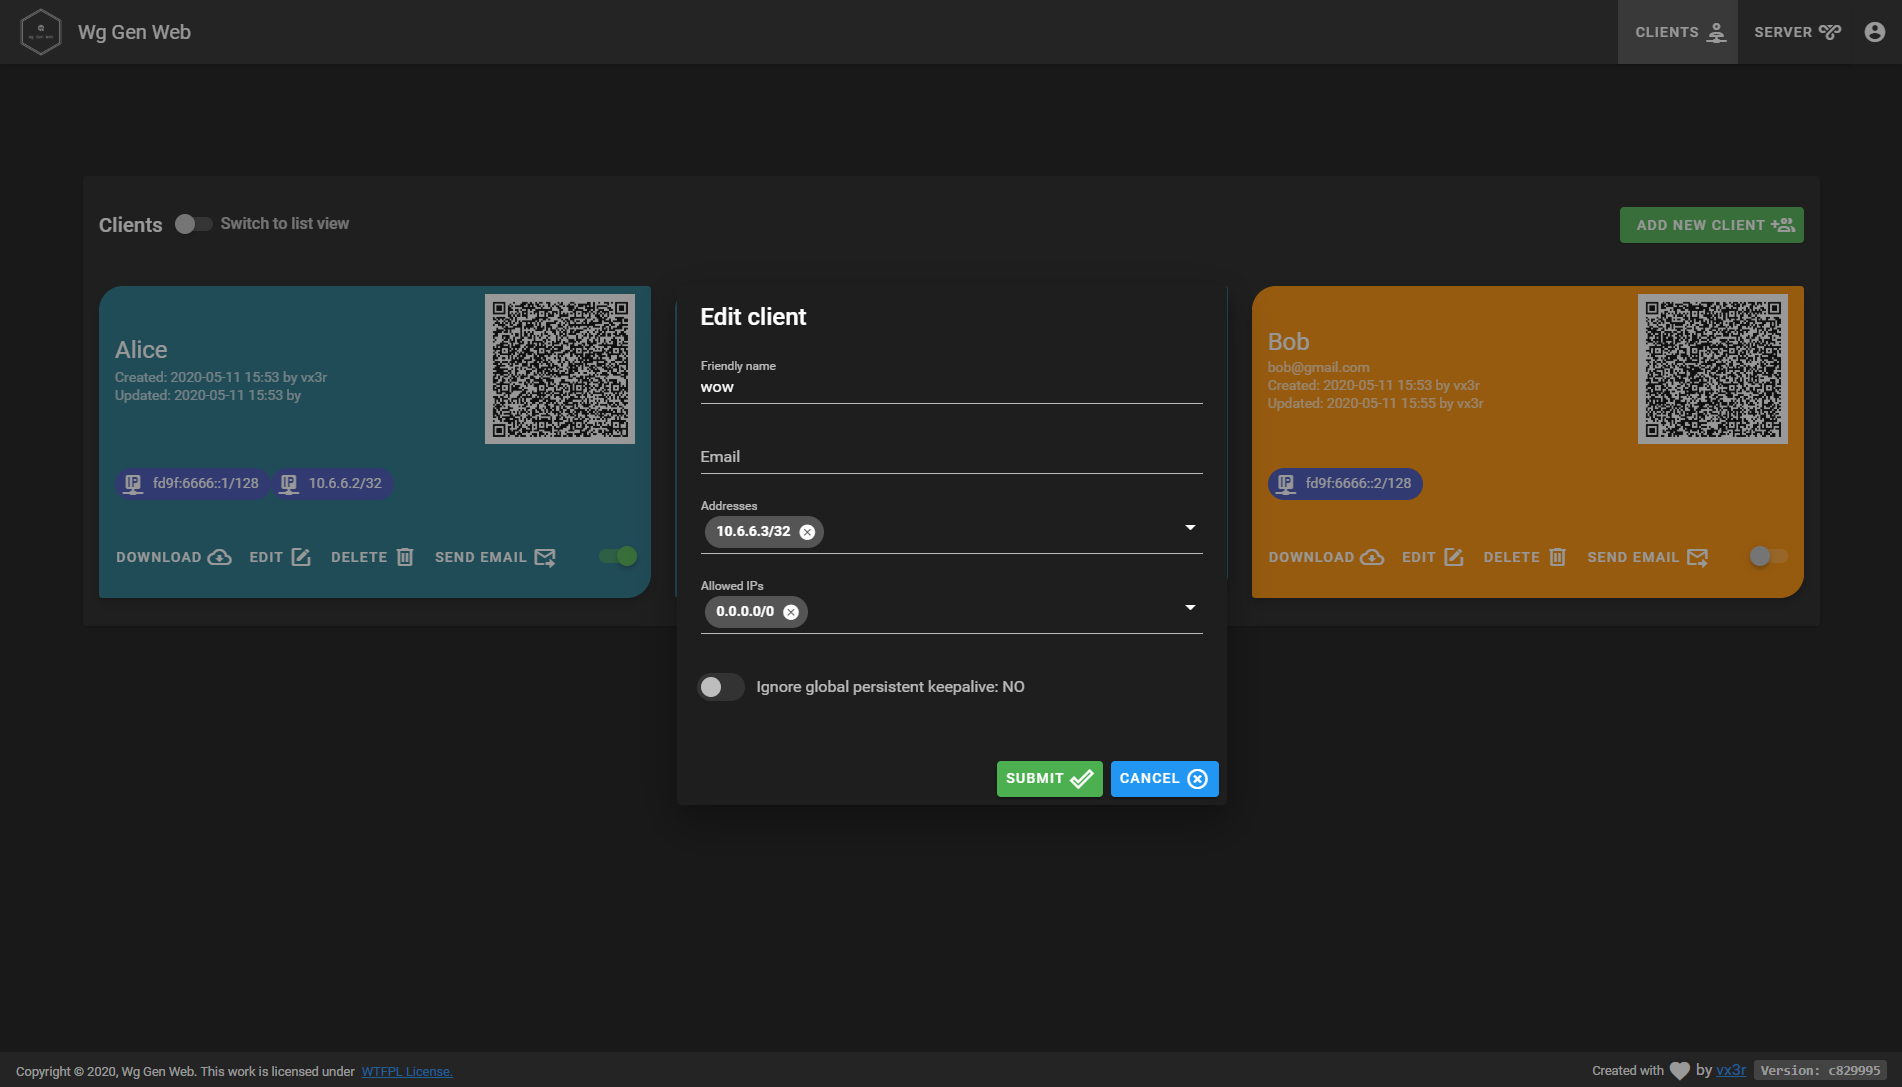 Wg Gen Web
CLIENTS
SERVER
Clients
Switch to list view
ADD NEW CLIENT
Alice
Created: 2020-05-11 15:53 by vx3r
Updated: 2020-05-11 15:53 by
fd9f:6666::1/128
10.6.6.2/32
DOWNLOAD EDIT DELETE SEND EMAIL
Edit client
Friendly name
wow
Email
Addresses
10.6.6.3/32
Allowed IPs
0.0.0.0/0
Ignore global persistent keepalive: NO
SUBMIT
CANCEL
Bob
bob@gmail.com
Created: 2020-05-11 15:53 by vx3r
Updated: 2020-05-11 15:55 by vx3r
fd9f:6666::2/128
DOWNLOAD EDIT DELETE SEND EMAIL
Copyright © 2020, Wg Gen Web. This work is licensed under WTFPL License.
Created with by vx3r Version: c829995